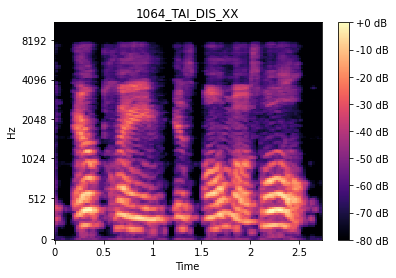 1064_TAI_DIS_XX
+0 dB
8192
-10 dB
4096
-20 dB
-30 dB
2048
Hz
-40 dB
1024
-50 dB
-60 dB
512
-70 dB
0
-80 dB
0 0.5 1 1.5 2 2.5
Time